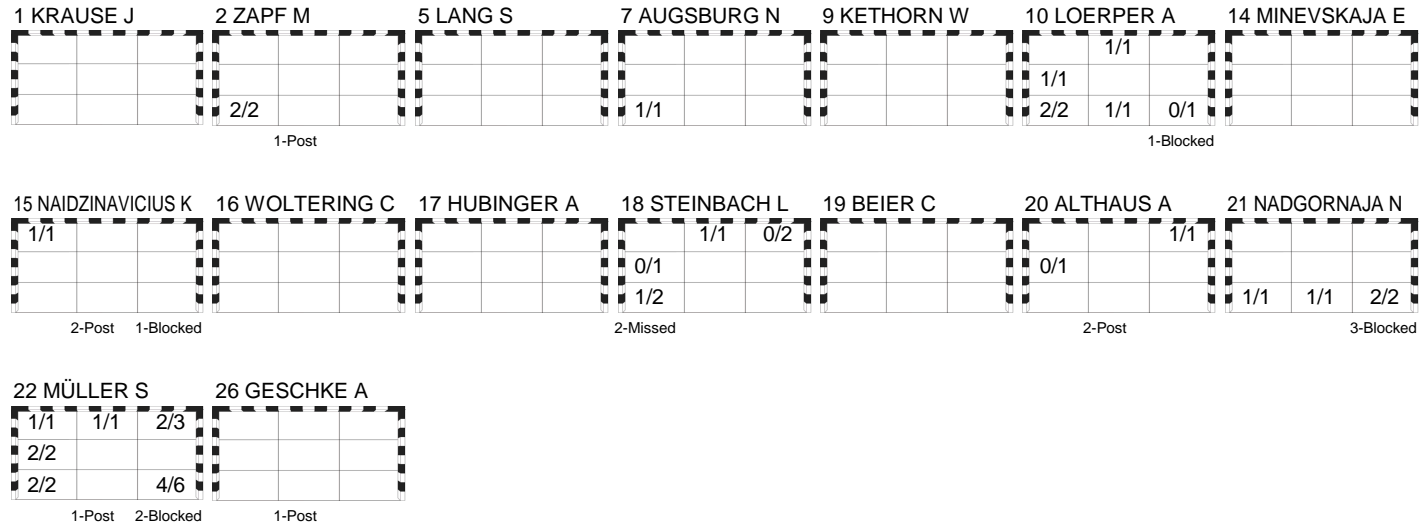 1 KRAUSE J 2 ZAPF M 5 LANG S 7 AUGSBURG N 9 KETHORN W 10 LOERPER A 14 MINEVSKAJA E
1/1
1/1
2/2 1/1 2/2 1/1 0/1
1-Post 1-Blocked
15 NAIDZINAVICIUS K 16 WOLTERING C 17 HUBINGER A 18 STEINBACH L 19 BEIER C 20 ALTHAUS A 21 NADGORNAJA N
1/1 1/1 0/2 1/1
0/1 0/1
1/2 1/1 1/1 2/2
2-Post 1-Blocked 2-Missed 2-Post 3-Blocked
22 MÜLLER S 26 GESCHKE A
1/1 1/1 2/3
2/2
2/2 4/6
1-Post 2-Blocked 1-Post